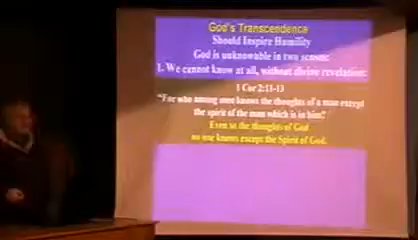 God's Transcendence
Should Inspire Humility
God is unknowable in two senses:
1. We cannot know at all, without divine revelation:
1 Cor 2:11-13
"For who among men knows the thoughts of a man except
the spirit of the man which is in him?
Even so the thoughts of God
no one knows except the Spirit of God.